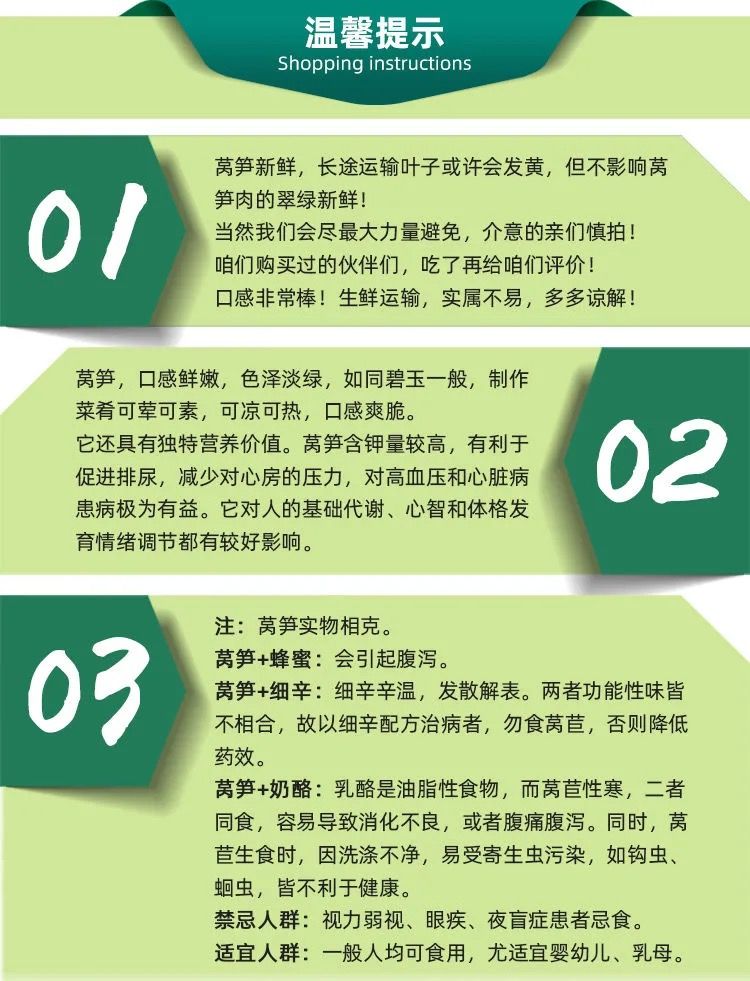 温馨提示
Shopping instructions
01
莴笋新鲜，长途运输叶子或许会发黄，但不影响莴
笋肉的翠绿新鲜！
当然我们会尽最大力量避免，介意的亲们慎拍！
咱们购买过的伙伴们，吃了再给咱们评价！
口感非常棒！生鲜运输，实属不易，多多谅解！
莴笋，口感鲜嫩，色泽淡绿，如同碧玉一般，制作
菜肴可荤可素，可凉可热，口感爽脆。
它还具有独特营养价值。莴笋含钾量较高，有利于
促进排尿，减少对心房的压力，对高血压和心脏病
患病极为有益。它对人的基础代谢、心智和体格发
育情绪调节都有较好影响。
02
03
注：莴笋实物相克。
莴笋+蜂蜜：会引起腹泻。
莴笋+细辛：细辛辛温，发散解表。两者功能性味皆
不相合，故以细辛配方治病者，勿食莴苣，否则降低
药效。
莴笋+奶酪：乳酪是油脂性食物，而莴苣性寒，二者
同食，容易导致消化不良，或者腹痛腹泻。同时，莴
苣生食时，因洗涤不净，易受寄生虫污染，如钩虫、
蛔虫，皆不利于健康。
禁忌人群：视力弱视、眼疾、夜盲症患者忌食。
适宜人群：一般人均可食用，尤适宜婴幼儿、乳母。